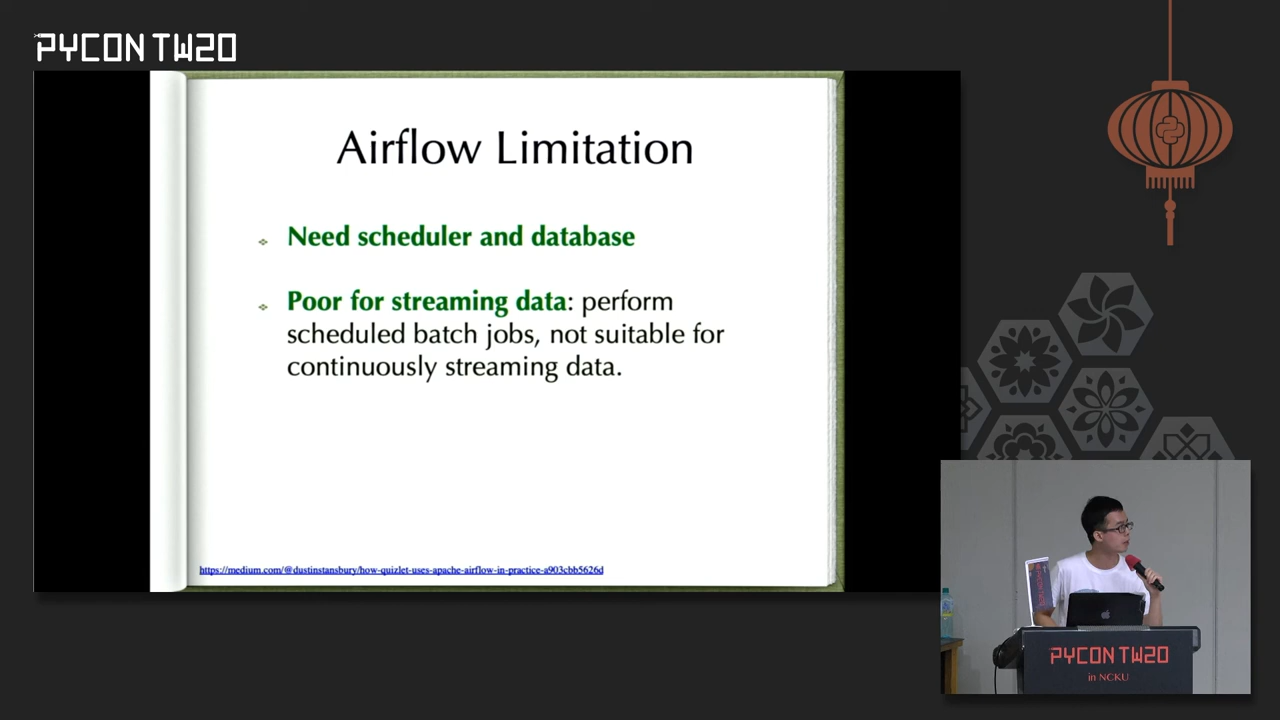 PYCON TW20
Airflow Limitation
Need scheduler and database
Poor for streaming data: perform
scheduled batch jobs, not suitable for
continuously streaming data.
https://medium.com/@dustinstansbury/how-quizlet-uses-apache-airflow-in-practice-a903cbb5626d
PYCON TW20
in NCKU